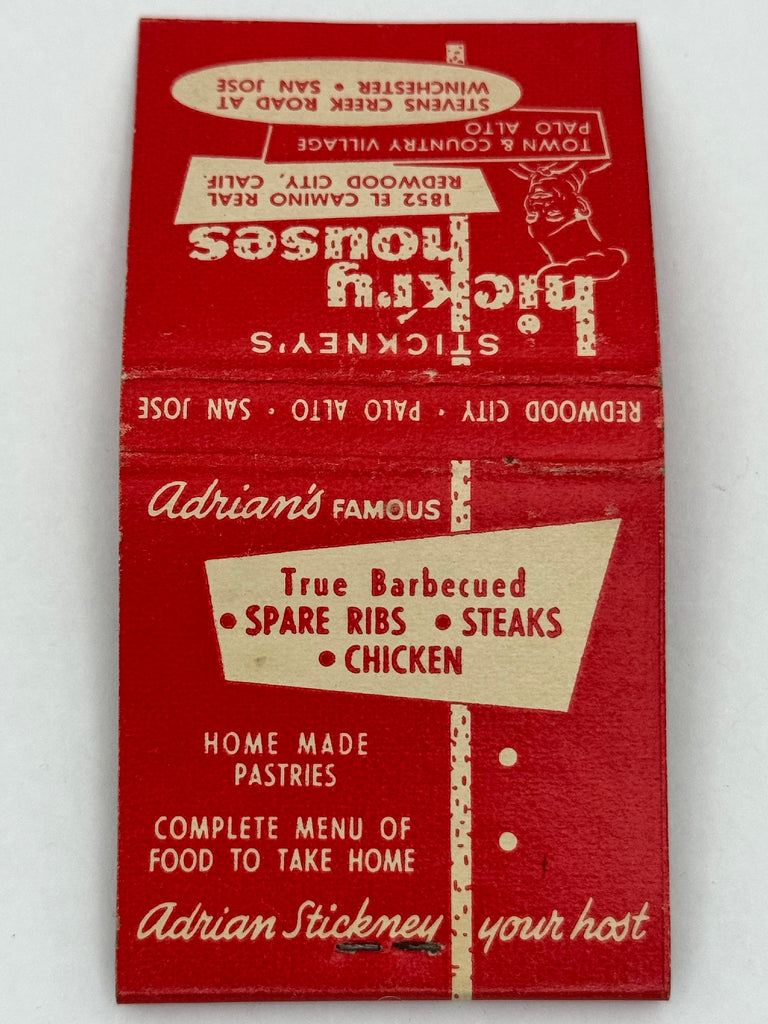 STICKNEY'S
hick'ry
houses
1852 EL CAMINO REAL
REDWOOD CITY, CALIF.
TOWN & COUNTRY VILLAGE
PALO ALTO
STEVENS CREEK ROAD AT
WINCHESTER • SAN JOSE
REDWOOD CITY • PALO ALTO • SAN JOSE
Adrian's FAMOUS
True Barbecued
• SPARE RIBS • STEAKS
• CHICKEN
HOME MADE
PASTRIES
COMPLETE MENU OF
FOOD TO TAKE HOME
Adrian Stickney your host